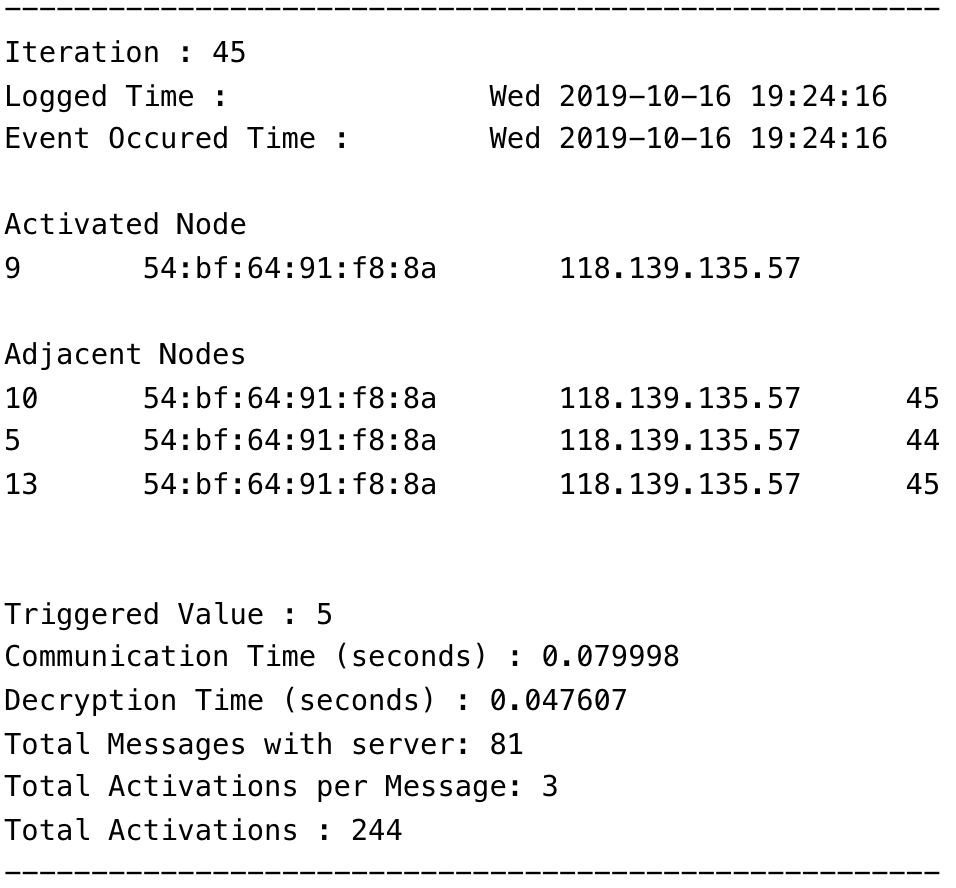 ------------------------------------------------------
Iteration : 45
Logged Time :               Wed 2019-10-16 19:24:16
Event Occured Time :        Wed 2019-10-16 19:24:16
Activated Node
9       54:bf:64:91:f8:8a       118.139.135.57
Adjacent Nodes
10      54:bf:64:91:f8:8a       118.139.135.57      45
5       54:bf:64:91:f8:8a       118.139.135.57      44
13      54:bf:64:91:f8:8a       118.139.135.57      45
Triggered Value : 5
Communication Time (seconds) : 0.079998
Decryption Time (seconds) : 0.047607
Total Messages with server: 81
Total Activations per Message: 3
Total Activations : 244
------------------------------------------------------